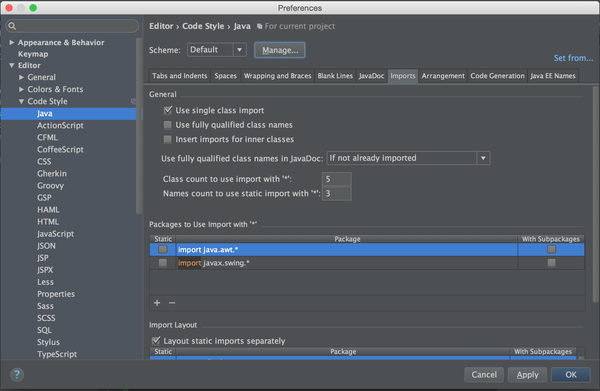 Preferences
Editor › Code Style › Java For current project
Scheme: Default Manage...
Set from...
Appearance & Behavior
Keymap
Editor
General
Colors & Fonts
Code Style
Java
ActionScript
CFML
CoffeeScript
CSS
Gherkin
Groovy
GSP
HAML
HTML
JavaScript
JSON
JSP
JSPX
Less
Properties
Sass
SCSS
SQL
Stylus
TypeScript
Tabs and Indents Spaces Wrapping and Braces Blank Lines JavaDoc Imports Arrangement Code Generation Java EE Names
General
Use single class import
Use fully qualified class names
Insert imports for inner classes
Use fully qualified class names in JavaDoc: If not already imported
Class count to use import with '*': 5
Names count to use static import with '*': 3
Packages to Use Import with '*'
Static Package With Subpackages
import java.awt.*
import javax.swing.*
+ −
Import Layout
Layout static imports separately
Static Package With Subpackages
? Cancel Apply OK